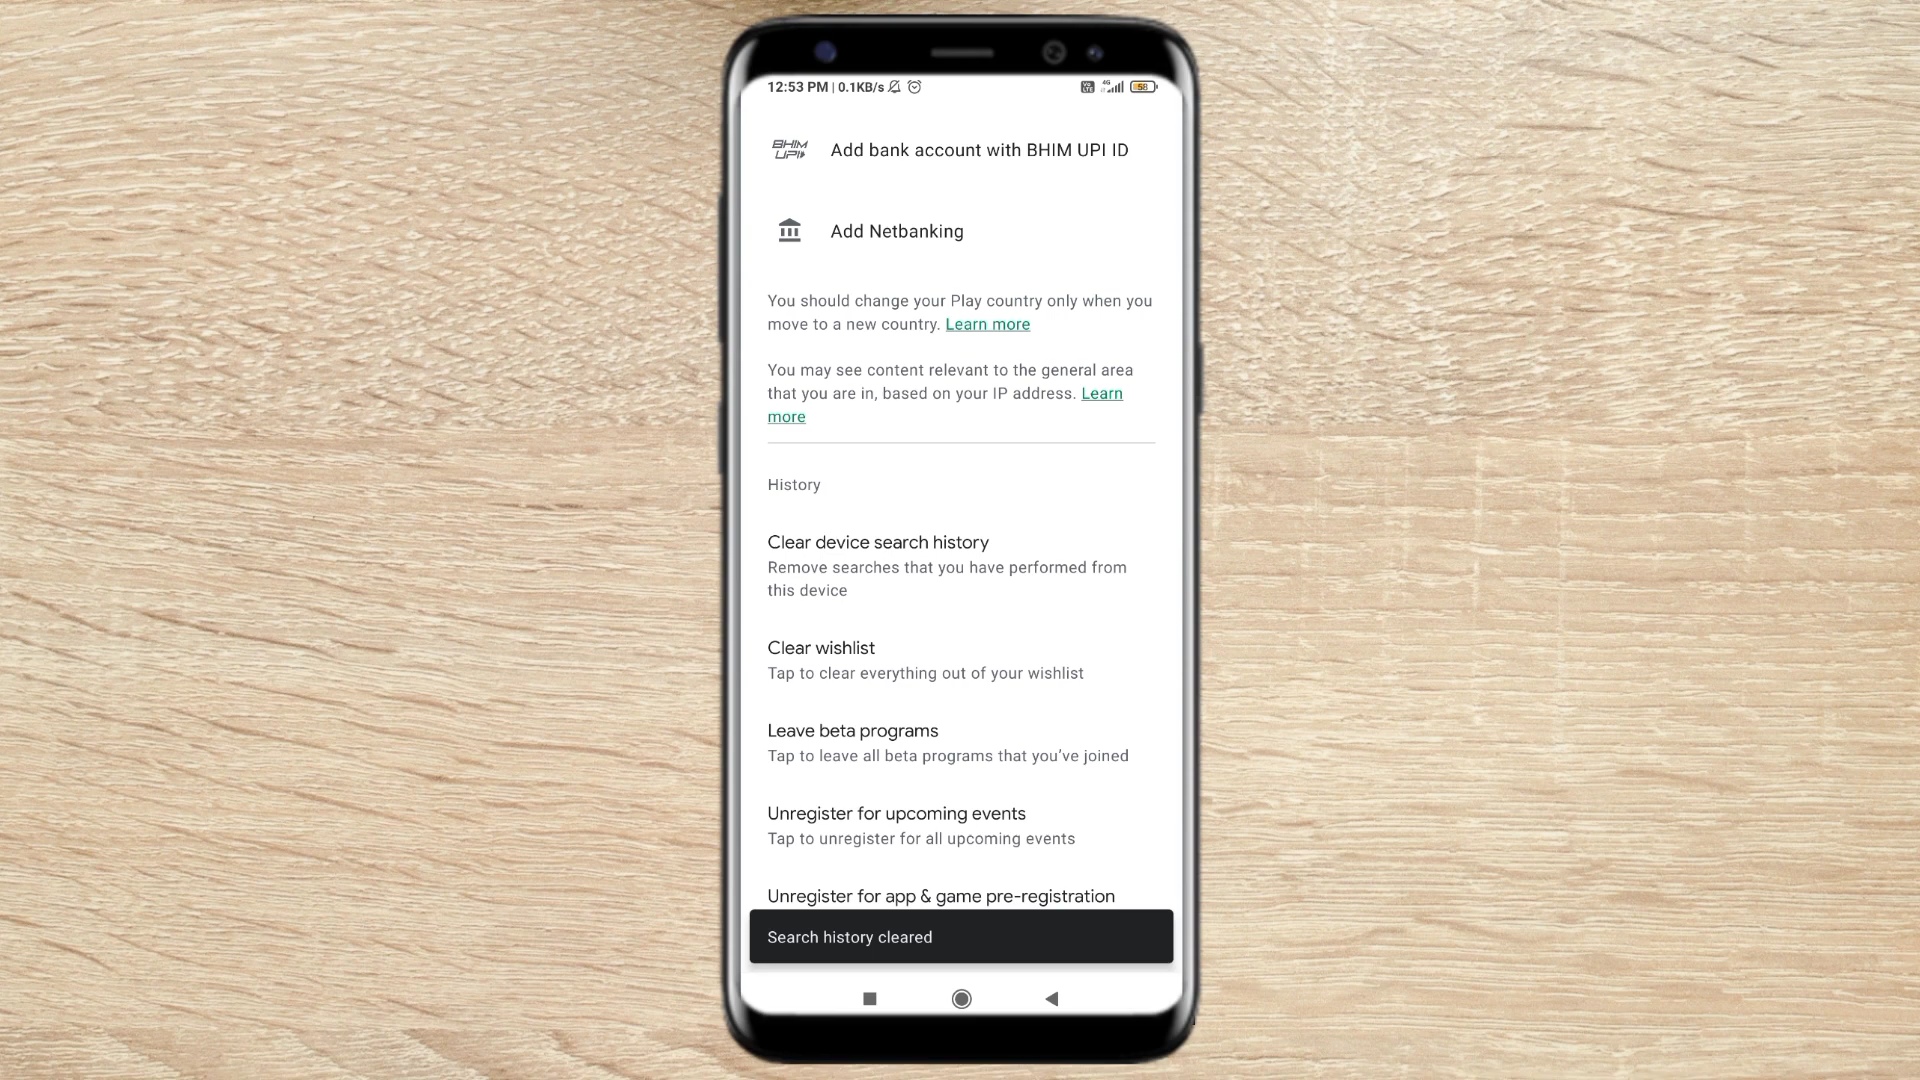 12:53 PM | 0.1KB/s
4G
58
BHIM
UPI
Add bank account with BHIM UPI ID
Add Netbanking
You should change your Play country only when you
move to a new country. Learn more
You may see content relevant to the general area
that you are in, based on your IP address. Learn
more
History
Clear device search history
Remove searches that you have performed from
this device
Clear wishlist
Tap to clear everything out of your wishlist
Leave beta programs
Tap to leave all beta programs that you’ve joined
Unregister for upcoming events
Tap to unregister for all upcoming events
Unregister for app & game pre-registration
Search history cleared